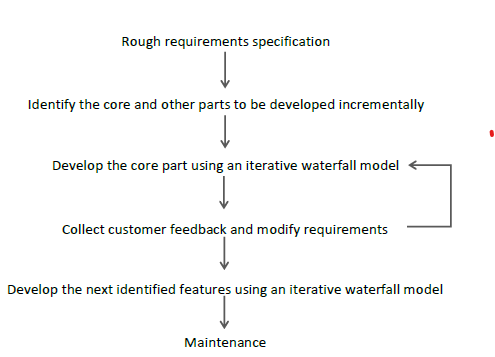 Rough requirements specification
Identify the core and other parts to be developed incrementally
Develop the core part using an iterative waterfall model
Collect customer feedback and modify requirements
Develop the next identified features using an iterative waterfall model
Maintenance